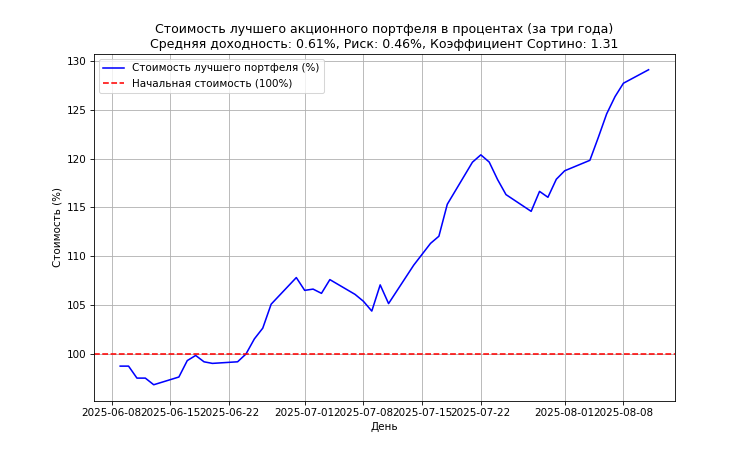 Стоимость лучшего акционного портфеля в процентах (за три года)
Средняя доходность: 0.61%, Риск: 0.46%, Коэффициент Сортино: 1.31
Стоимость лучшего портфеля (%)
Начальная стоимость (100%)
130
125
120
115
110
105
100
Стоимость (%)
2025-06-08 2025-06-15 2025-06-22 2025-07-01 2025-07-08 2025-07-15 2025-07-22 2025-08-01 2025-08-08
День